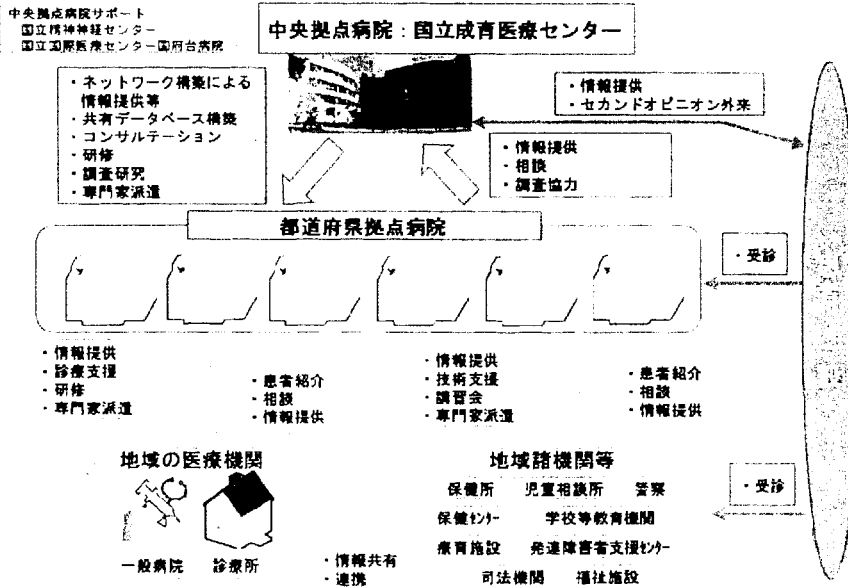 中央拠点病院サポート
国立精神神経センター
国立国際医療センター国府台病院
中央拠点病院：国立成育医療センター
・ネットワーク構築による
情報提供等
・共有データベース構築
・コンサルテーション
・研修
・調査研究
・専門家派遣
・情報提供
・セカンドオピニオン外来
・情報提供
・相談
・調査協力
都道府県拠点病院
・受診
・情報提供
・診療支援
・研修
・専門家派遣
・患者紹介
・相談
・情報提供
・情報提供
・技術支援
・講習会
・専門家派遣
・患者紹介
・相談
・情報提供
地域の医療機関
一般病院 診療所
・情報共有
・連携
地域諸機関等
保健所 児童相談所 警察
保健センター 学校等教育機関
療育施設 発達障害者支援センター
司法機関 福祉施設
・受診